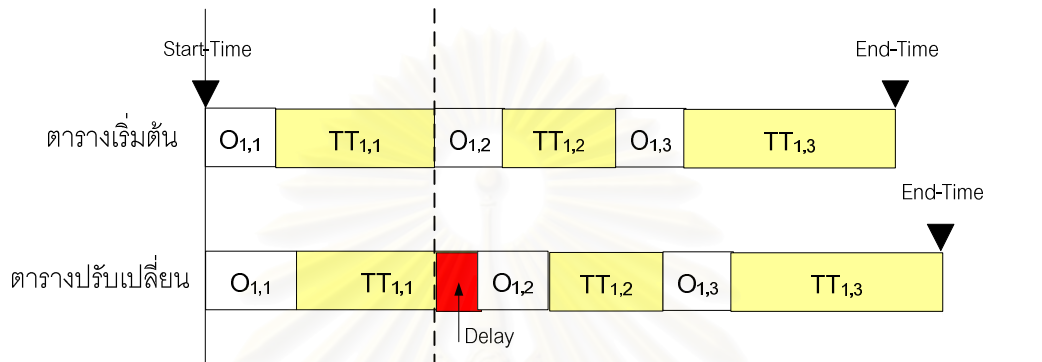 Start-Time End-Time
ตารางเริ่มต้น O1,1 TT1,1 O1,2 TT1,2 O1,3 TT1,3
End-Time
ตารางปรับเปลี่ยน O1,1 TT1,1 O1,2 TT1,2 O1,3 TT1,3
Delay